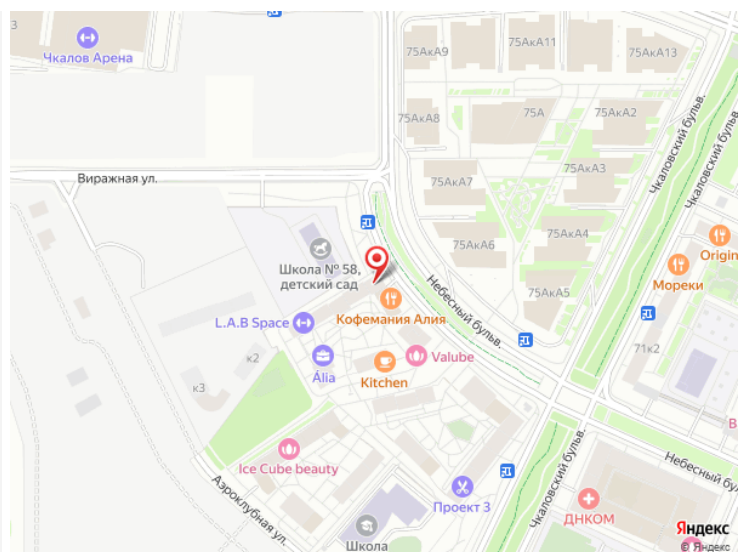 75АкА9
75АкА11
75АкА13
Чкалов Арена
75АкА8
75А
75АкА2
Чкаловский бульв.
Чкаловский бульв.
Виражная ул.
75АкА7
75АкА3
75АкА4
75АкА6
Origin
Мореки
Школа № 58,
детский сад
Небесный бульв.
75АкА5
Кофемания Алия
L.A.B Space
71к2
к2
Ália
Valube
Kitchen
к3
Ice Cube beauty
В
Небесный бу
Чкаловский бульв.
Аэроклубная ул.
Проект 3
ДНКОМ
Школа
Яндекс
© Яндекс